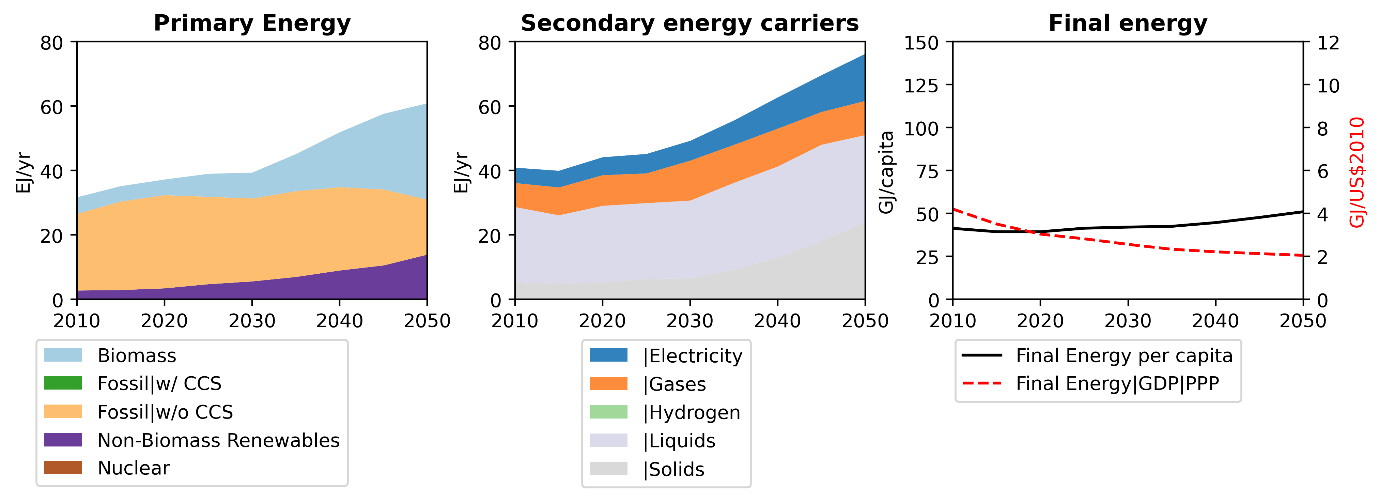 Primary Energy
80
60
40
20
0
EJ/yr
2010
2020
2030
2040
2050
Biomass
Fossil|w/ CCS
Fossil|w/o CCS
Non-Biomass Renewables
Nuclear
Secondary energy carriers
80
60
40
20
0
EJ/yr
2010
2020
2030
2040
2050
|Electricity
|Gases
|Hydrogen
|Liquids
|Solids
Final energy
150
125
100
75
50
25
0
GJ/capita
12
10
8
6
4
2
0
GJ/US$2010
2010
2020
2030
2040
2050
Final Energy per capita
Final Energy|GDP|PPP